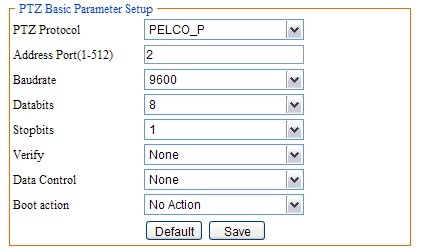 PTZ Basic Parameter Setup
PTZ Protocol PELCO_P
Address Port(1-512) 2
Baudrate 9600
Databits 8
Stopbits 1
Verify None
Data Control None
Boot action No Action
Default Save